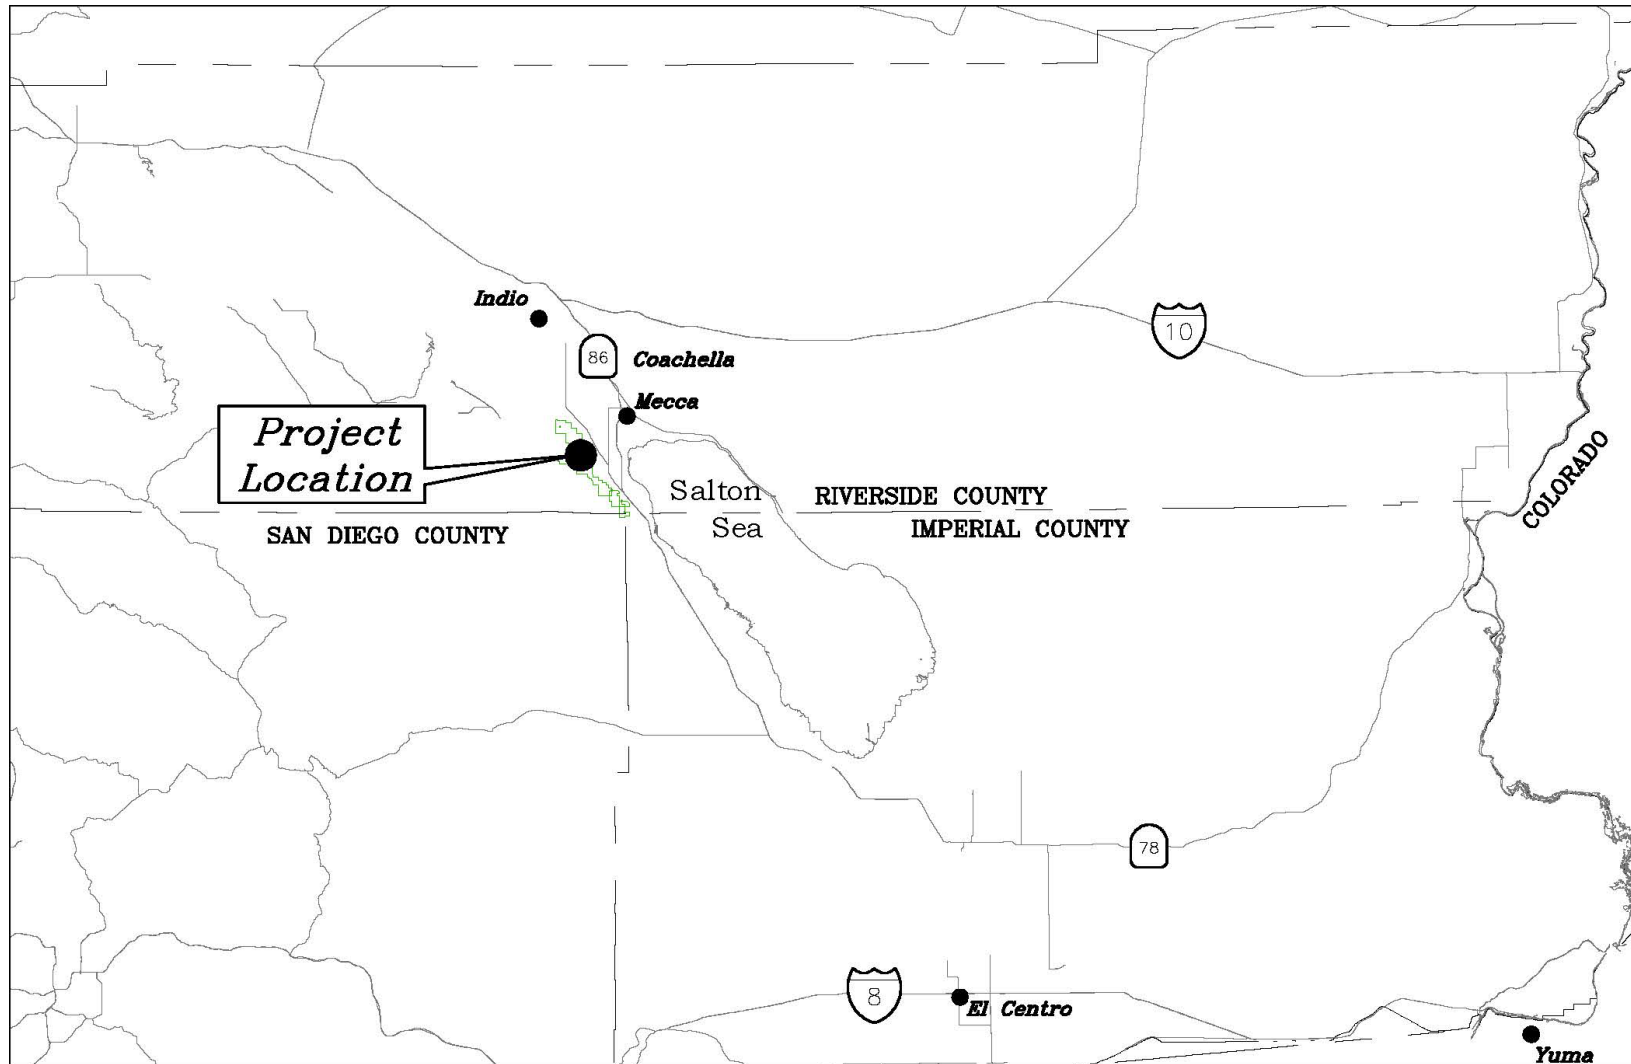 Indio
10
86
Coachella
Mecca
Project
Location
Salton
Sea
RIVERSIDE COUNTY
IMPERIAL COUNTY
SAN DIEGO COUNTY
COLORADO
78
8
El Centro
Yuma